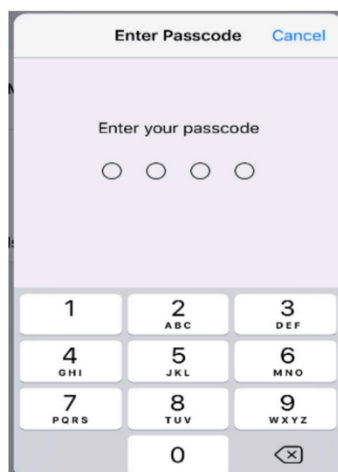 Enter Passcode Cancel
Enter your passcode
1 2 3
ABC DEF
4 5 6
GHI JKL MNO
7 8 9
PQRS TUV WXYZ
0